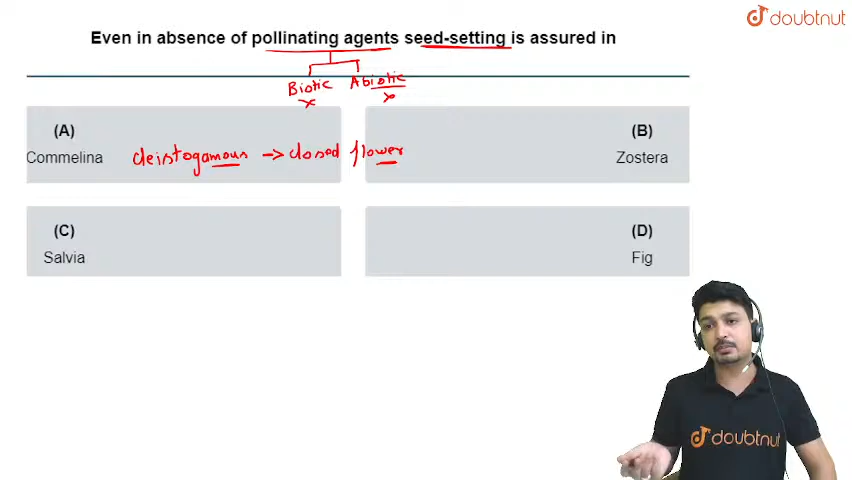 doubtnut
Even in absence of pollinating agents seed-setting is assured in
Biotic Abiotic
x x
(A)
Commelina cleistogamous → closed flower
(B)
Zostera
(C)
Salvia
(D)
Fig
doubtnut